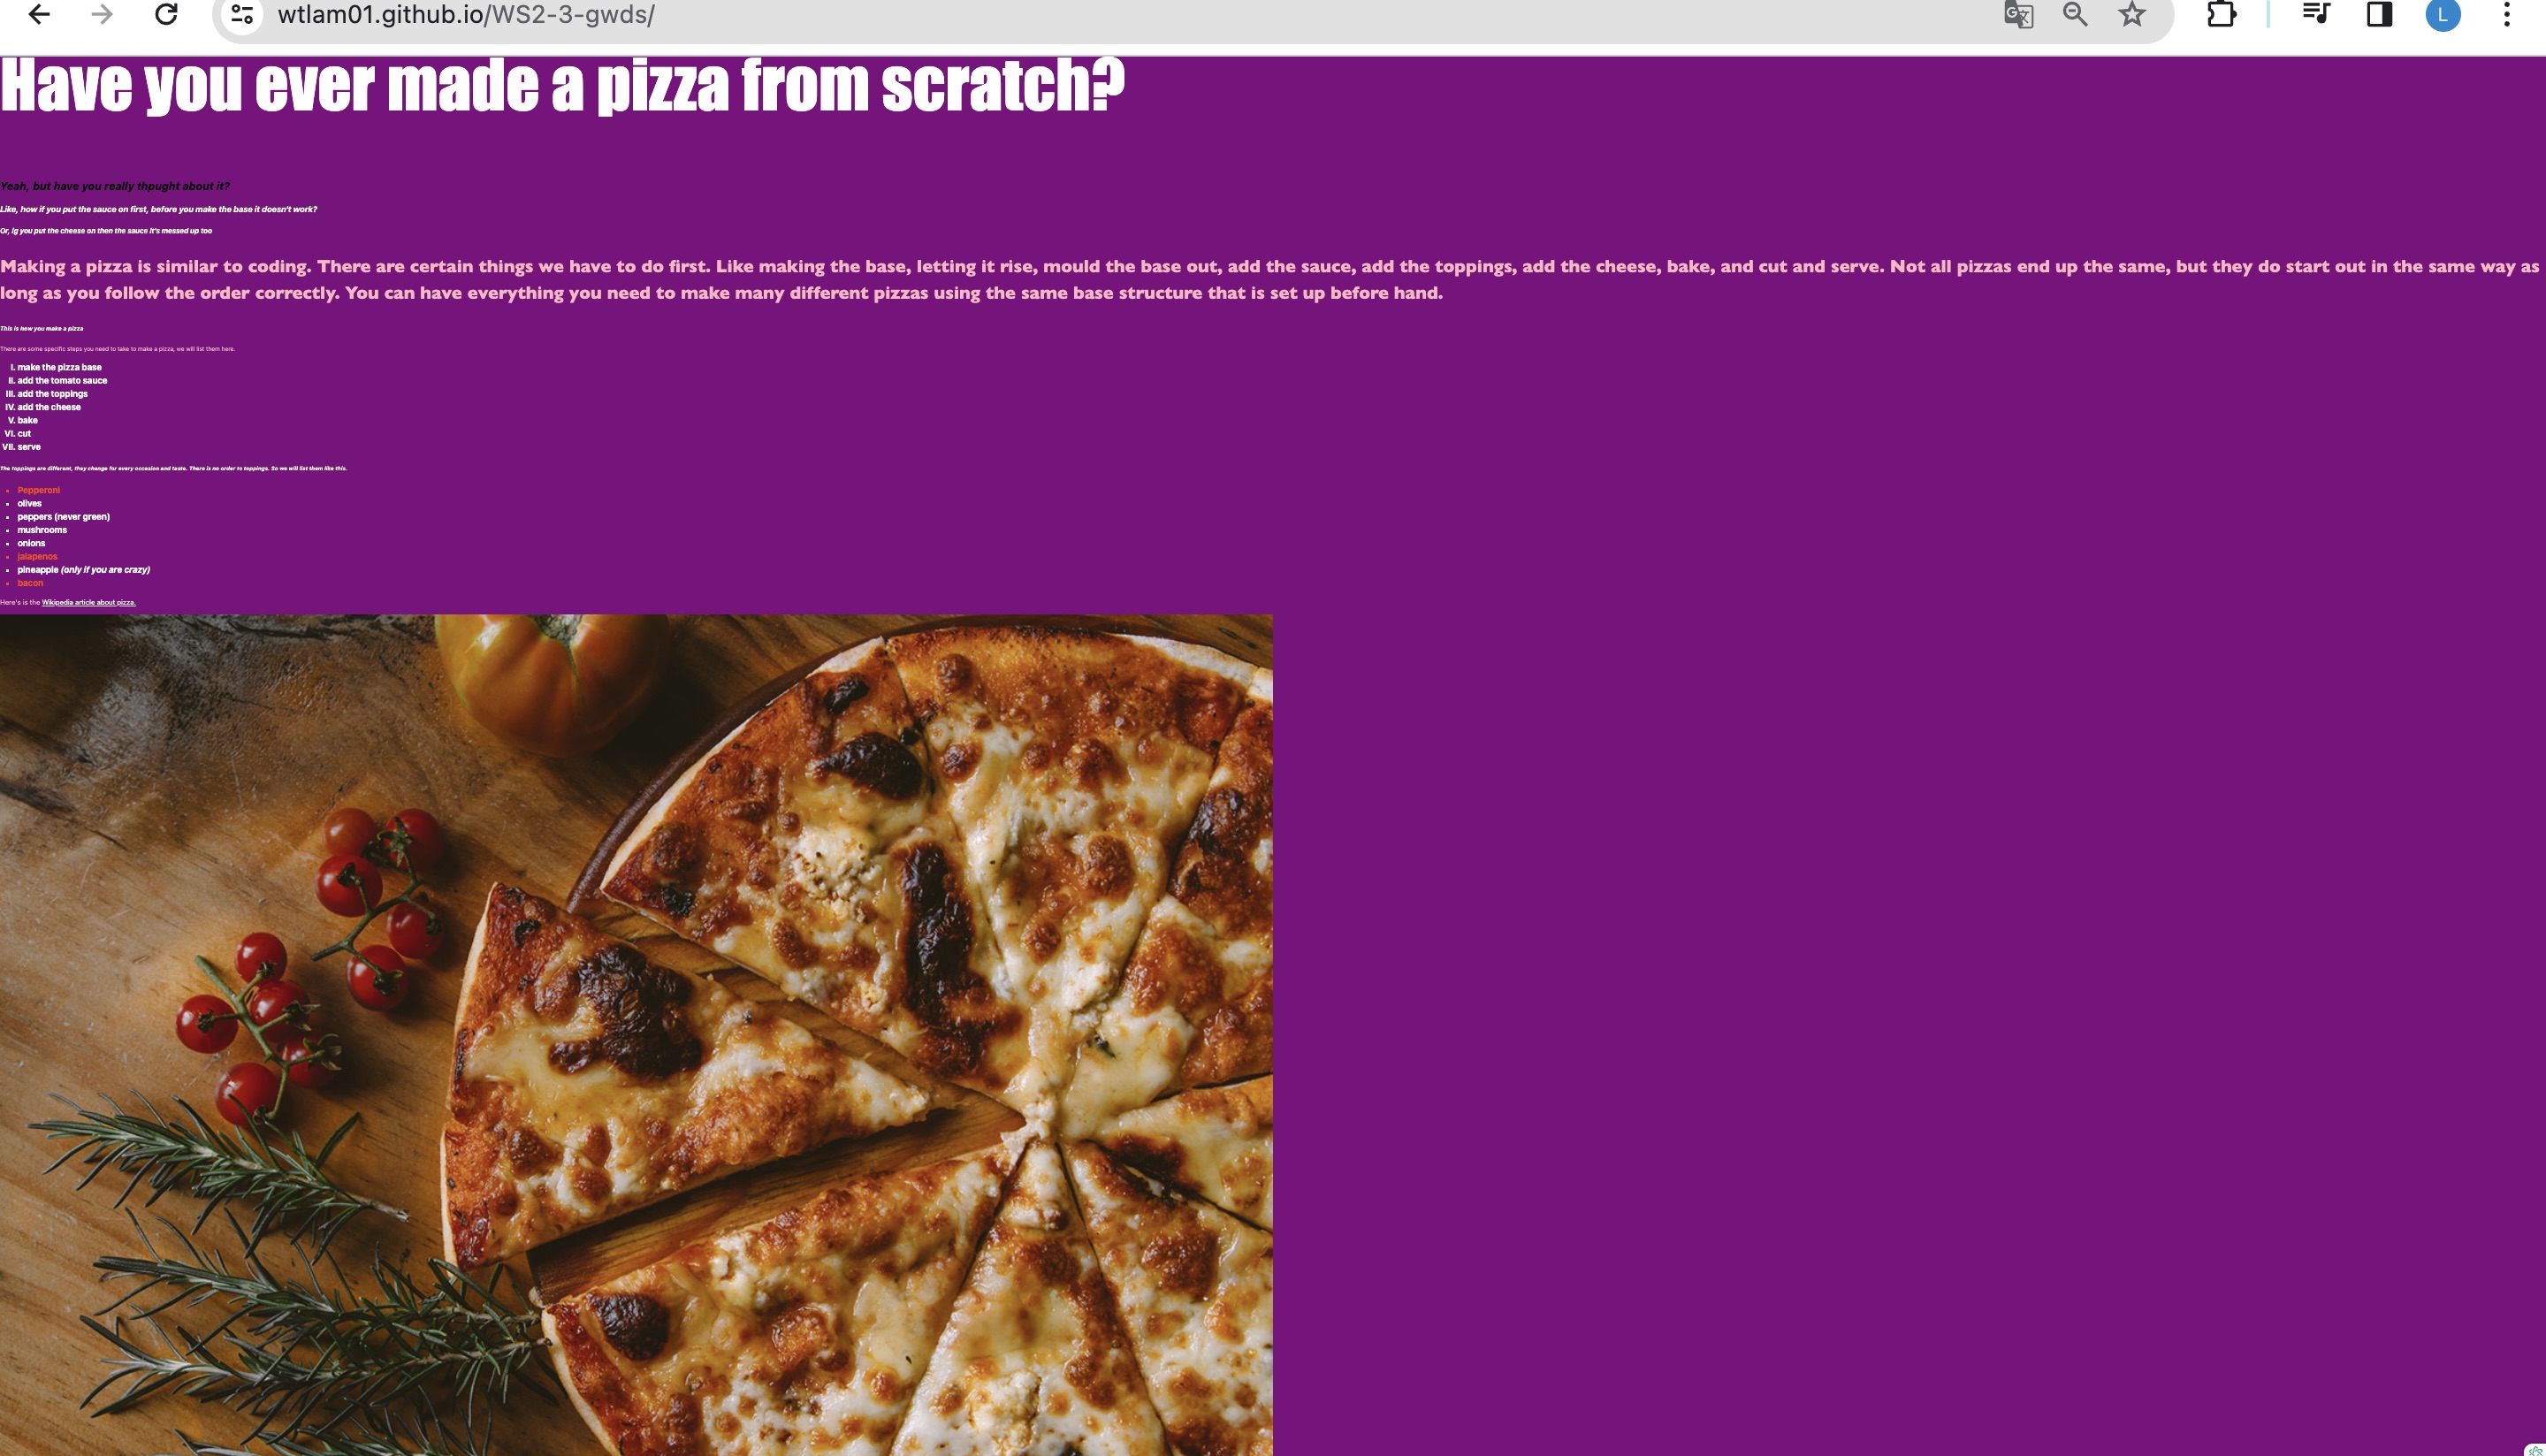 wtlam01.github.io/WS2-3-gwds/
L
Have you ever made a pizza from scratch?
Yeah, but have you really thpught about it?
Like, how if you put the sauce on first, before you make the base it doesn't work?
Or, ig you put the cheese on then the sauce it's messed up too
Making a pizza is similar to coding. There are certain things we have to do first. Like making the base, letting it rise, mould the base out, add the sauce, add the toppings, add the cheese, bake, and cut and serve. Not all pizzas end up the same, but they do start out in the same way as
long as you follow the order correctly. You can have everything you need to make many different pizzas using the same base structure that is set up before hand.
This is how you make a pizza
There are some specific steps you need to take to make a pizza, we will list them here.
I. make the pizza base
II. add the tomato sauce
III. add the toppings
IV. add the cheese
V. bake
VI. cut
VII. serve
The toppings are different, they change for every occasion and taste. There is no order to toppings. So we will list them like this.
Pepperoni
olives
peppers (never green)
mushrooms
onions
jalapenos
pineapple (only if you are crazy)
bacon
Here's is the Wikipedia article about pizza.